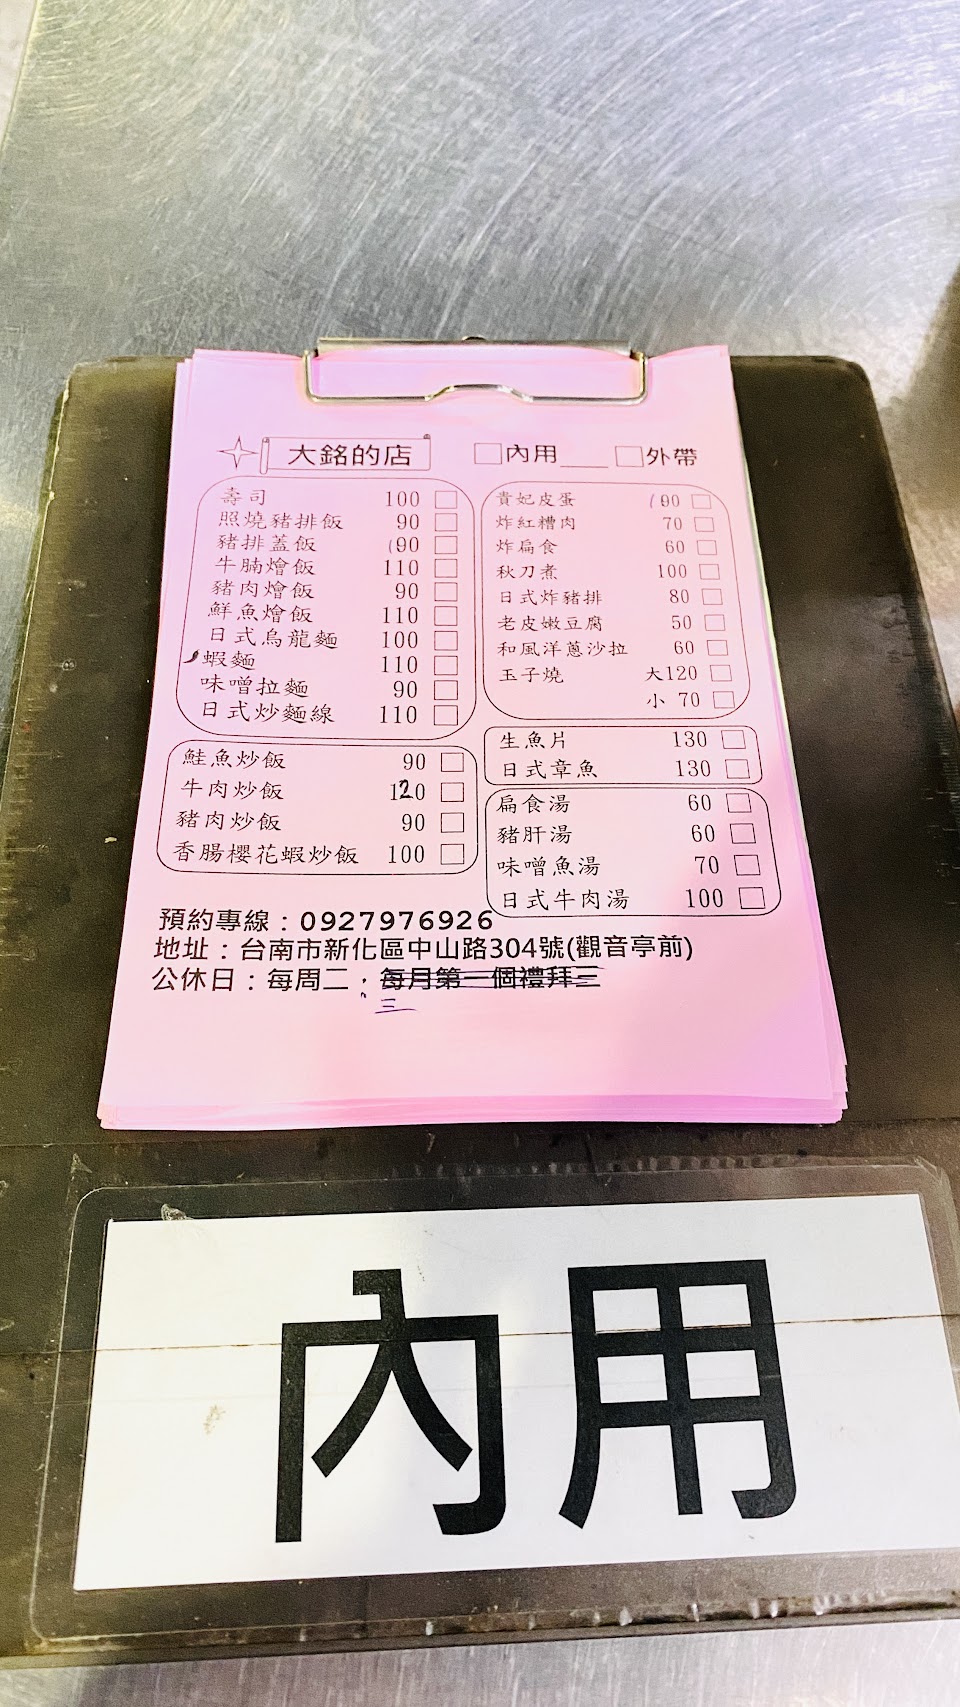 大銘的店 □內用____ □外帶
壽司 100 □
照燒豬排飯 90 □
豬排蓋飯 (90 □
牛腩燴飯 110 □
豬肉燴飯 90 □
鮮魚燴飯 110 □
日式烏龍麵 100 □
蝦麵 110 □
味噌拉麵 90 □
日式炒麵線 110 □
鮭魚炒飯 90 □
牛肉炒飯 120 □
豬肉炒飯 90 □
香腸櫻花蝦炒飯 100 □
貴妃皮蛋 (90 □
炸紅糟肉 70 □
炸扁食 60 □
秋刀煮 100 □
日式炸豬排 80 □
老皮嫩豆腐 50 □
和風洋蔥沙拉 60 □
玉子燒 大120 □
小 70 □
生魚片 130 □
日式章魚 130 □
扁食湯 60 □
豬肝湯 60 □
味噌魚湯 70 □
日式牛肉湯 100 □
預約專線：0927976926
地址：台南市新化區中山路304號(觀音亭前)
公休日：每周二，每月第一個禮拜三
三
內用